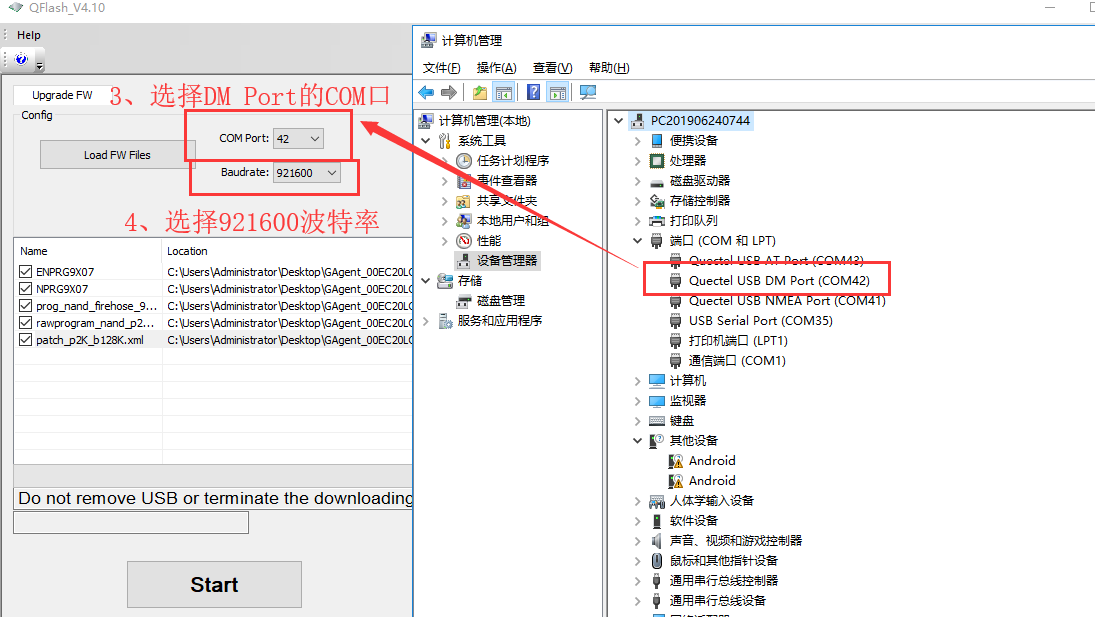 QFlash_V4.10
Help
Upgrade FW
3、选择DM Port的COM口
Config
Load FW Files
COM Port: 42
Baudrate: 921600
4、选择921600波特率
Name Location
ENPRG9X07 C:\Users\Administrator\Desktop\GAgent_00EC20LC
NPRG9X07 C:\Users\Administrator\Desktop\GAgent_00EC20LC
prog_nand_firehose_9... C:\Users\Administrator\Desktop\GAgent_00EC20LC
rawprogram_nand_p2... C:\Users\Administrator\Desktop\GAgent_00EC20LC
patch_p2K_b128K.xml C:\Users\Administrator\Desktop\GAgent_00EC20LC
Do not remove USB or terminate the downloading
Start
计算机管理
文件(F) 操作(A) 查看(V) 帮助(H)
计算机管理(本地)
系统工具
任务计划程序
事件查看器
共享文件夹
本地用户和组
性能
设备管理器
存储
磁盘管理
服务和应用程序
PC201906240744
便携设备
处理器
磁盘驱动器
存储控制器
打印队列
端口 (COM 和 LPT)
Quectel USB AT Port (COM43)
Quectel USB DM Port (COM42)
Quectel USB NMEA Port (COM41)
USB Serial Port (COM35)
打印机端口 (LPT1)
通信端口 (COM1)
计算机
监视器
键盘
其他设备
Android
Android
人体学输入设备
软件设备
声音、视频和游戏控制器
鼠标和其他指针设备
通用串行总线控制器
通用串行总线设备